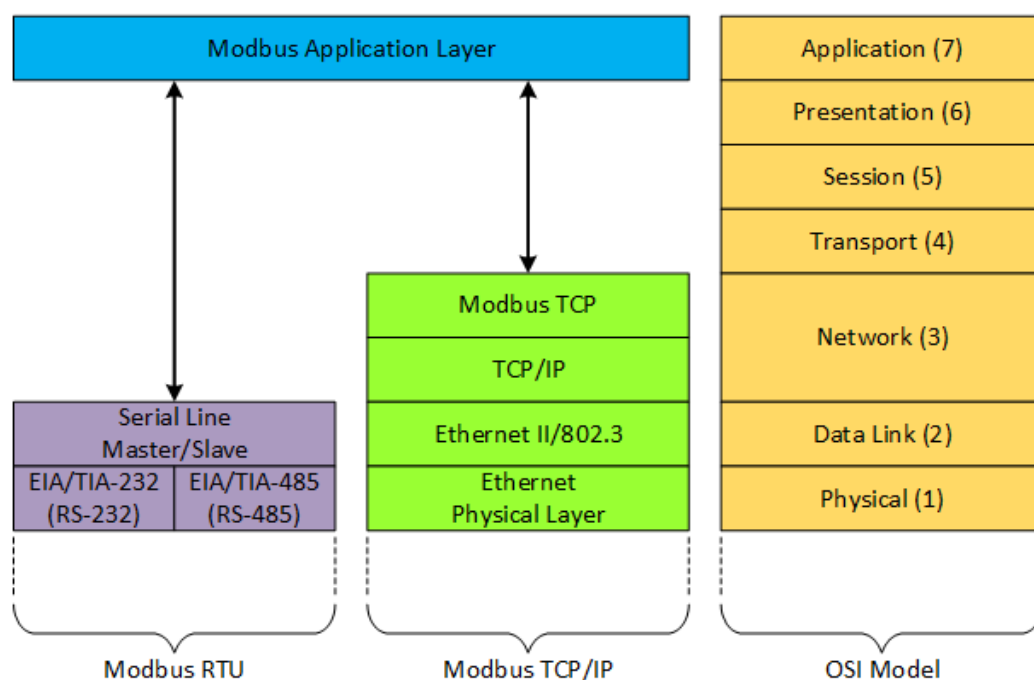 Modbus Application Layer
Serial Line
Master/Slave
EIA/TIA-232
(RS-232)
EIA/TIA-485
(RS-485)
Modbus RTU
Modbus TCP
TCP/IP
Ethernet II/802.3
Ethernet
Physical Layer
Modbus TCP/IP
Application (7)
Presentation (6)
Session (5)
Transport (4)
Network (3)
Data Link (2)
Physical (1)
OSI Model